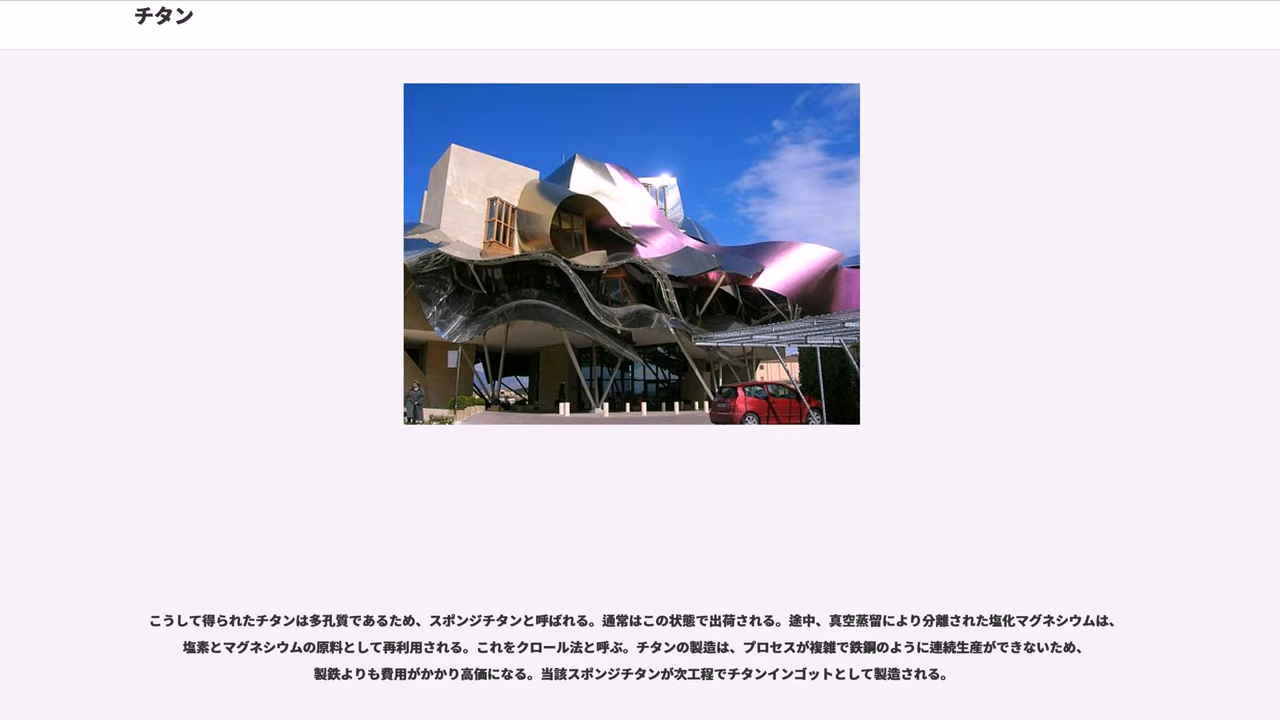 チタン
こうして得られたチタンは多孔質であるため、スポンジチタンと呼ばれる。通常はこの状態で出荷される。途中、真空蒸留により分離された塩化マグネシウムは、
塩素とマグネシウムの原料として再利用される。これをクロール法と呼ぶ。チタンの製造は、プロセスが複雑で鉄鋼のように連続生産ができないため、
製鉄よりも費用がかかり高価になる。当該スポンジチタンが次工程でチタンインゴットとして製造される。